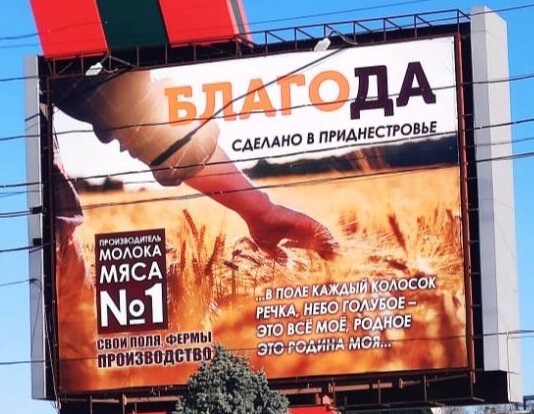 БЛАГОДА
СДЕЛАНО В ПРИДНЕСТРОВЬЕ
ПРОИЗВОДИТЕЛЬ
МОЛОКА
МЯСА
№1
СВОИ ПОЛЯ, ФЕРМЫ
ПРОИЗВОДСТВО
...В ПОЛЕ КАЖДЫЙ КОЛОСОК
РЕЧКА, НЕБО ГОЛУБОЕ –
ЭТО ВСЁ МОЁ, РОДНОЕ
ЭТО РОДИНА МОЯ...